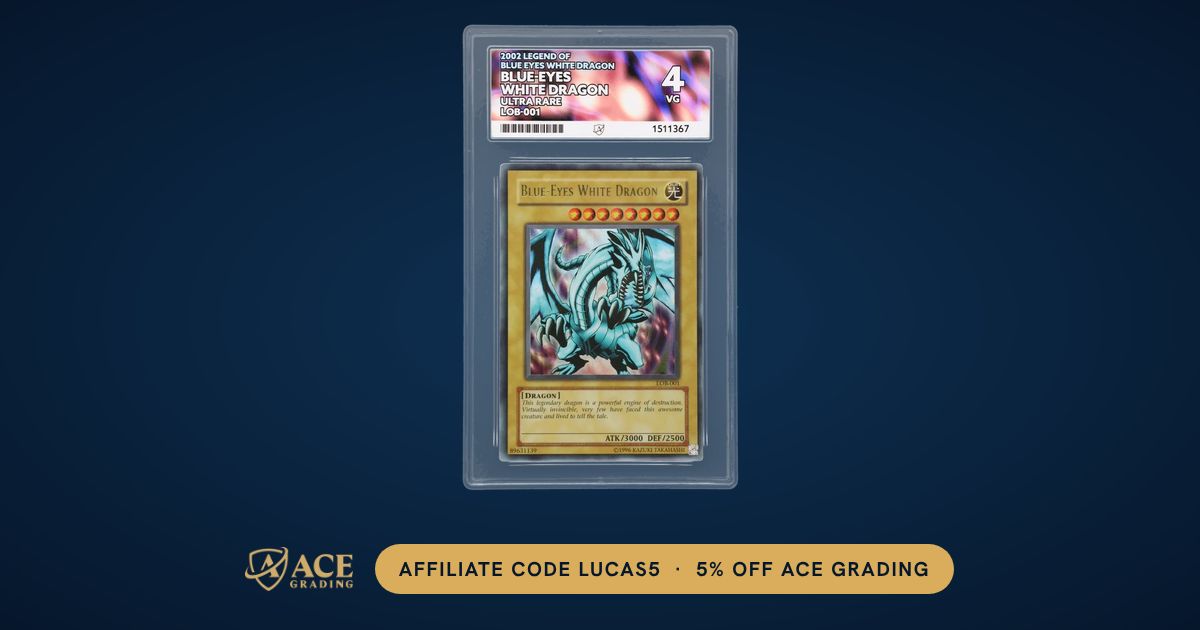 2002 LEGEND OF
BLUE EYES WHITE DRAGON
BLUE-EYES
WHITE DRAGON
ULTRA RARE
LOB-001
4
VG
1511367
BLUE-EYES WHITE DRAGON
光
LOB-001
[DRAGON]
This legendary dragon is a powerful engine of destruction.
Virtually invincible, very few have faced this awesome
creature and lived to tell the tale.
ATK/3000 DEF/2500
89631139
©1996 KAZUKI TAKAHASHI
ACE
GRADING
AFFILIATE CODE LUCAS5 · 5% OFF ACE GRADING